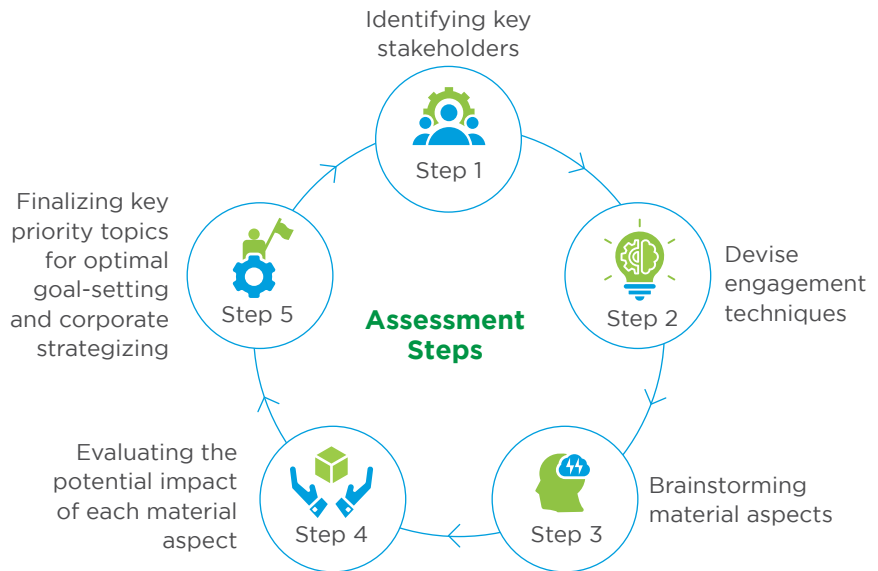 Identifying key
stakeholders
Step 1
Devise
engagement
techniques
Step 2
Brainstorming
material aspects
Step 3
Evaluating the
potential impact
of each material
aspect
Step 4
Finalizing key
priority topics
for optimal
goal-setting
and corporate
strategizing
Step 5
Assessment
Steps